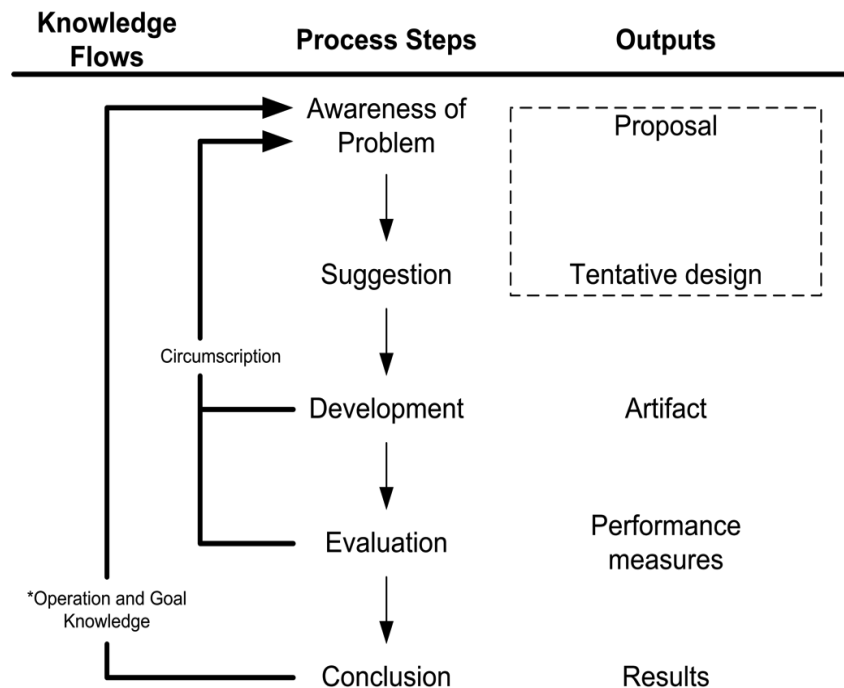 Knowledge
Flows
Process Steps
Outputs
Awareness of
Problem
Proposal
Suggestion
Tentative design
Circumscription
Development
Artifact
Evaluation
Performance
measures
*Operation and Goal
Knowledge
Conclusion
Results